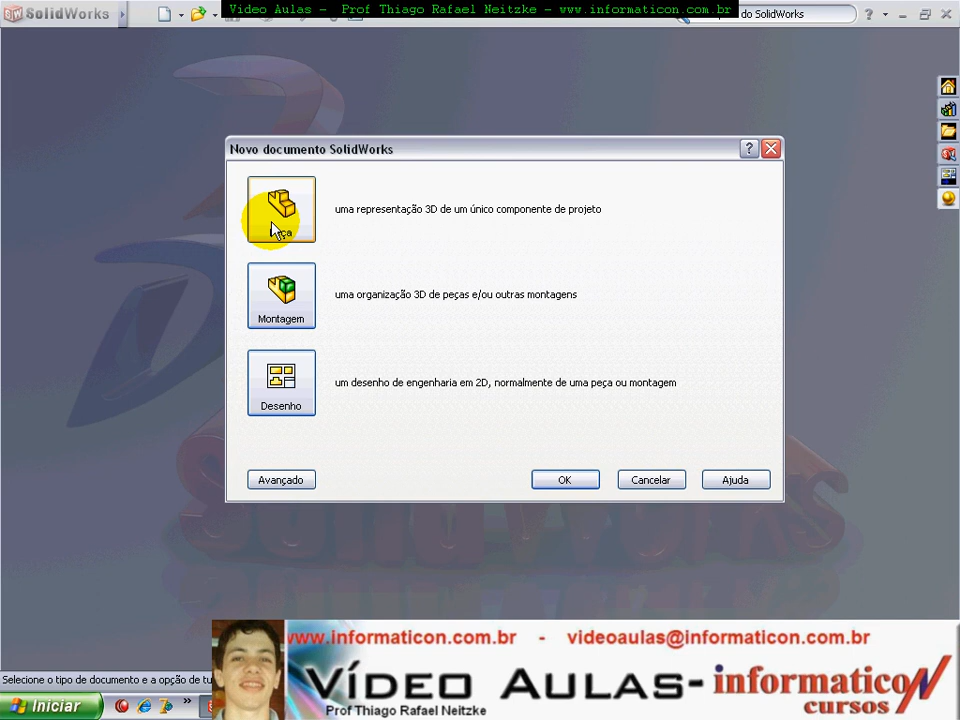 SolidWorks
Video Aulas - Prof Thiago Rafael Neitzke - www.informaticon.com.br
do SolidWorks
Novo documento SolidWorks
uma representação 3D de um único componente de projeto
Montagem
uma organização 3D de peças e/ou outras montagens
Desenho
um desenho de engenharia em 2D, normalmente de uma peça ou montagem
Avançado
OK
Cancelar
Ajuda
www.informaticon.com.br - videoaulas@informaticon.com.br
Selecione o tipo de documento e a opção de tu
VÍDEO AULAS-informaticon
cursos
Prof Thiago Rafael Neitzke
Iniciar